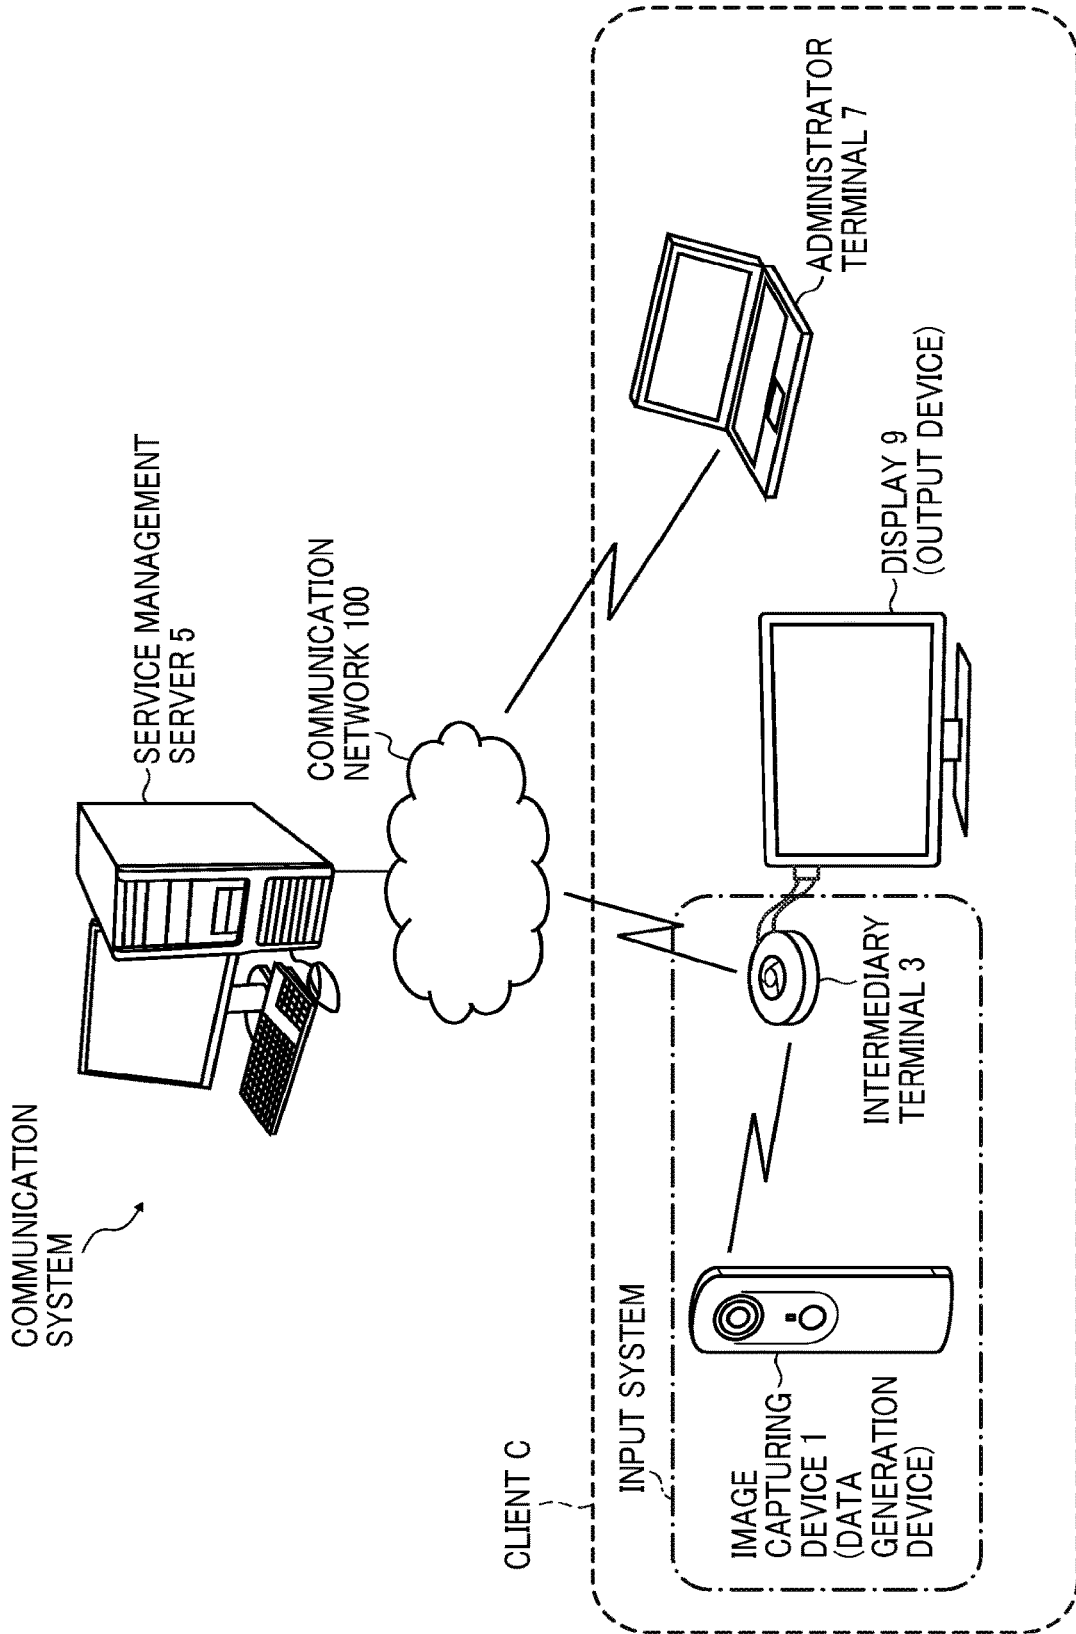 COMMUNICATION
SYSTEM
SERVICE MANAGEMENT
SERVER 5
COMMUNICATION
NETWORK 100
CLIENT C
INPUT SYSTEM
IMAGE
CAPTURING
DEVICE 1
(DATA
GENERATION
DEVICE)
INTERMEDIARY
TERMINAL 3
DISPLAY 9
(OUTPUT DEVICE)
ADMINISTRATOR
TERMINAL 7